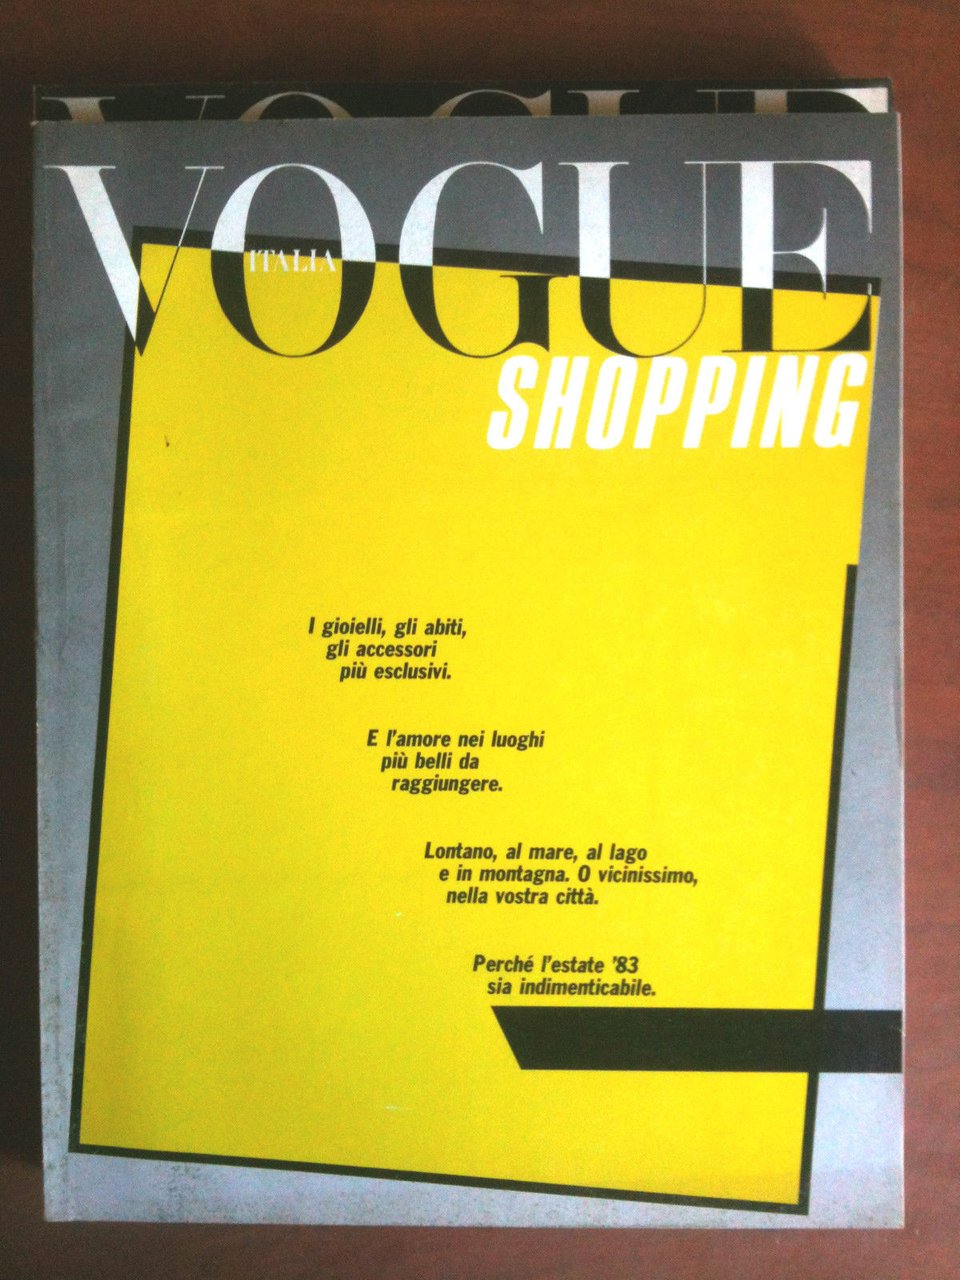 VOGUE
VOGUE
ITALIA
SHOPPING
I gioielli, gli abiti,
gli accessori
più esclusivi.
E l'amore nei luoghi
più belli da
raggiungere.
Lontano, al mare, al lago
e in montagna. O vicinissimo,
nella vostra città.
Perché l'estate '83
sia indimenticabile.